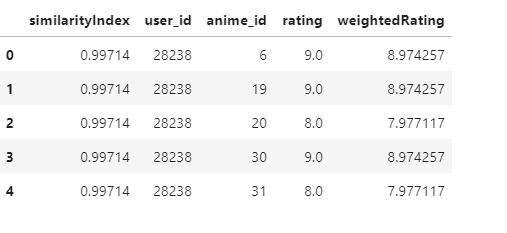 similarityIndex user_id anime_id rating weightedRating
0 0.99714 28238 6 9.0 8.974257
1 0.99714 28238 19 9.0 8.974257
2 0.99714 28238 20 8.0 7.977117
3 0.99714 28238 30 9.0 8.974257
4 0.99714 28238 31 8.0 7.977117